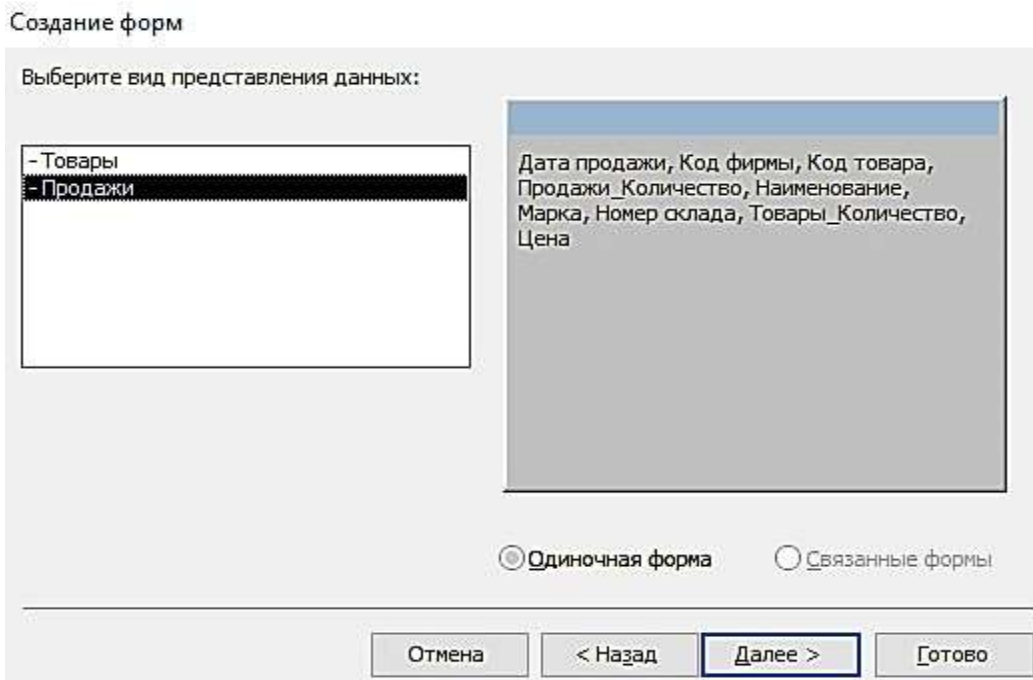 Создание форм
Выберите вид представления данных:
- Товары
- Продажи
Дата продажи, Код фирмы, Код товара,
Продажи_Количество, Наименование,
Марка, Номер склада, Товары_Количество,
Цена
Одиночная форма
Связанные формы
Отмена
< Назад
Далее >
Готово